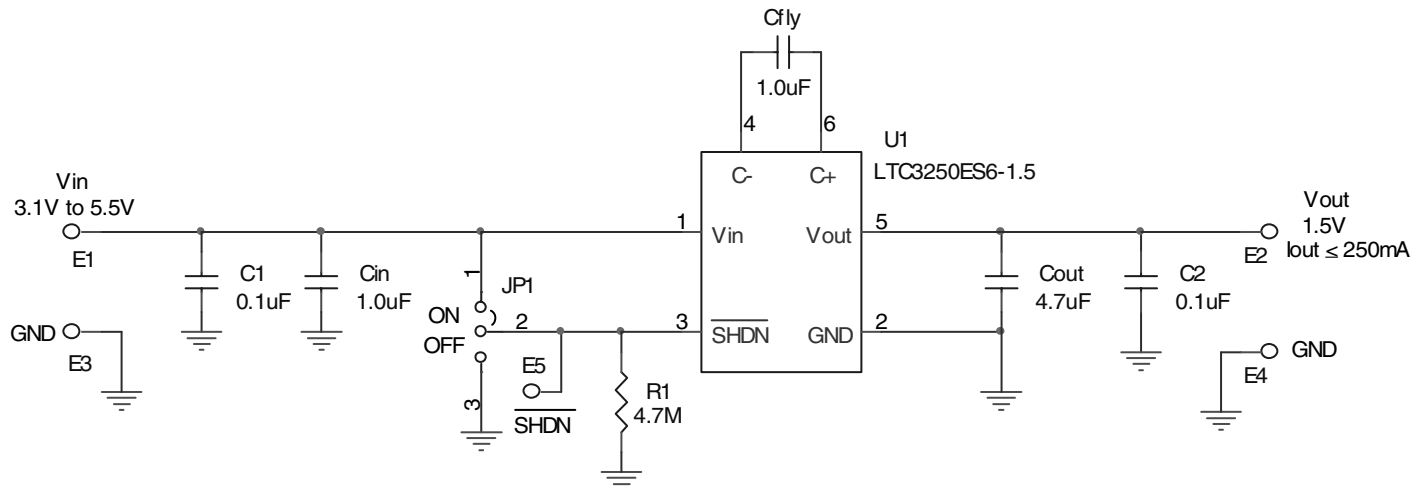 Cfly
1.0uF
4
6
U1
LTC3250ES6-1.5
C-
C+
Vin
3.1V to 5.5V
E1
1
Vin
Vout
5
Vout
1.5V
Iout ≤ 250mA
E2
C1
0.1uF
Cin
1.0uF
1
JP1
ON
OFF
2
3
3
SHDN
GND
2
Cout
4.7uF
C2
0.1uF
GND
E3
E5
SHDN
R1
4.7M
GND
E4